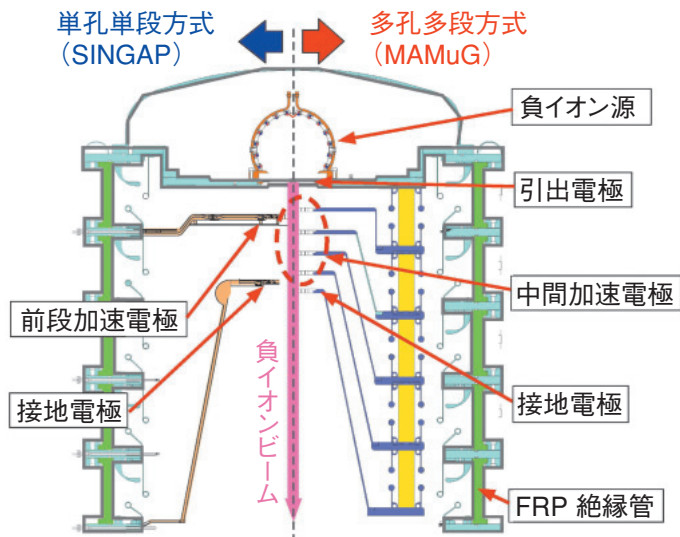 単孔単段方式
（SINGAP）
多孔多段方式
（MAMuG）
負イオン源
引出電極
中間加速電極
前段加速電極
接地電極
接地電極
負イオンビーム
FRP 絶縁管